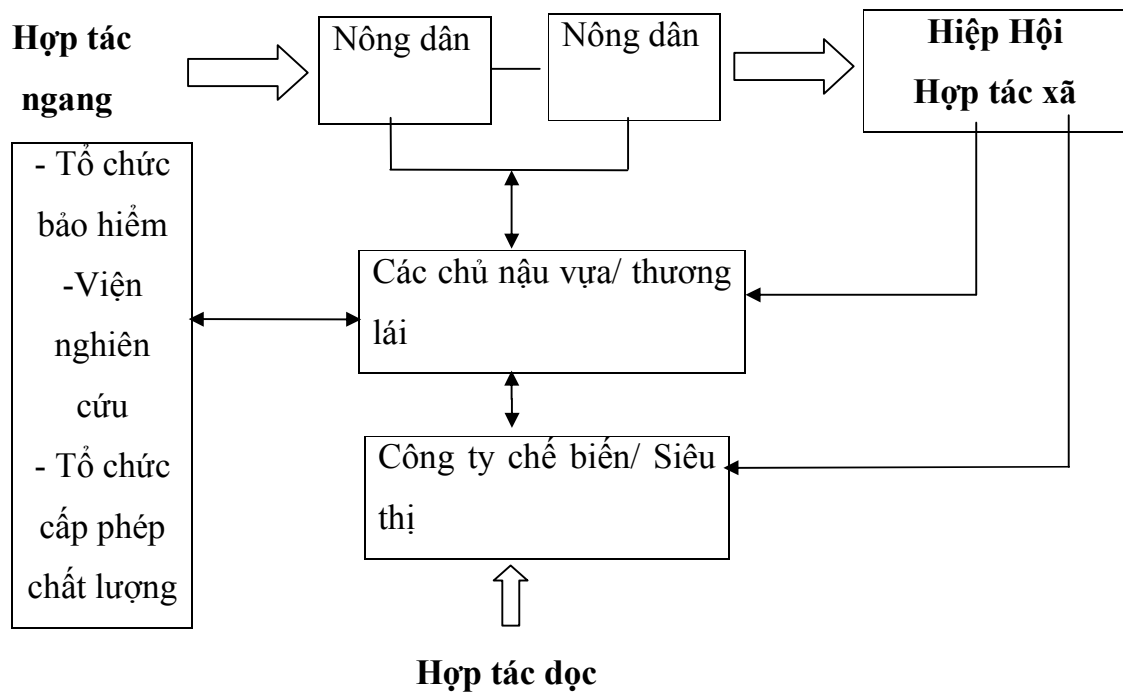 Hợp tác
ngang
Nông dân
Nông dân
Hiệp Hội
Hợp tác xã
- Tổ chức
bảo hiểm
-Viện
nghiên
cứu
- Tổ chức
cấp phép
chất lượng
Các chủ nậu vựa/ thương
lái
Công ty chế biến/ Siêu
thị
Hợp tác dọc